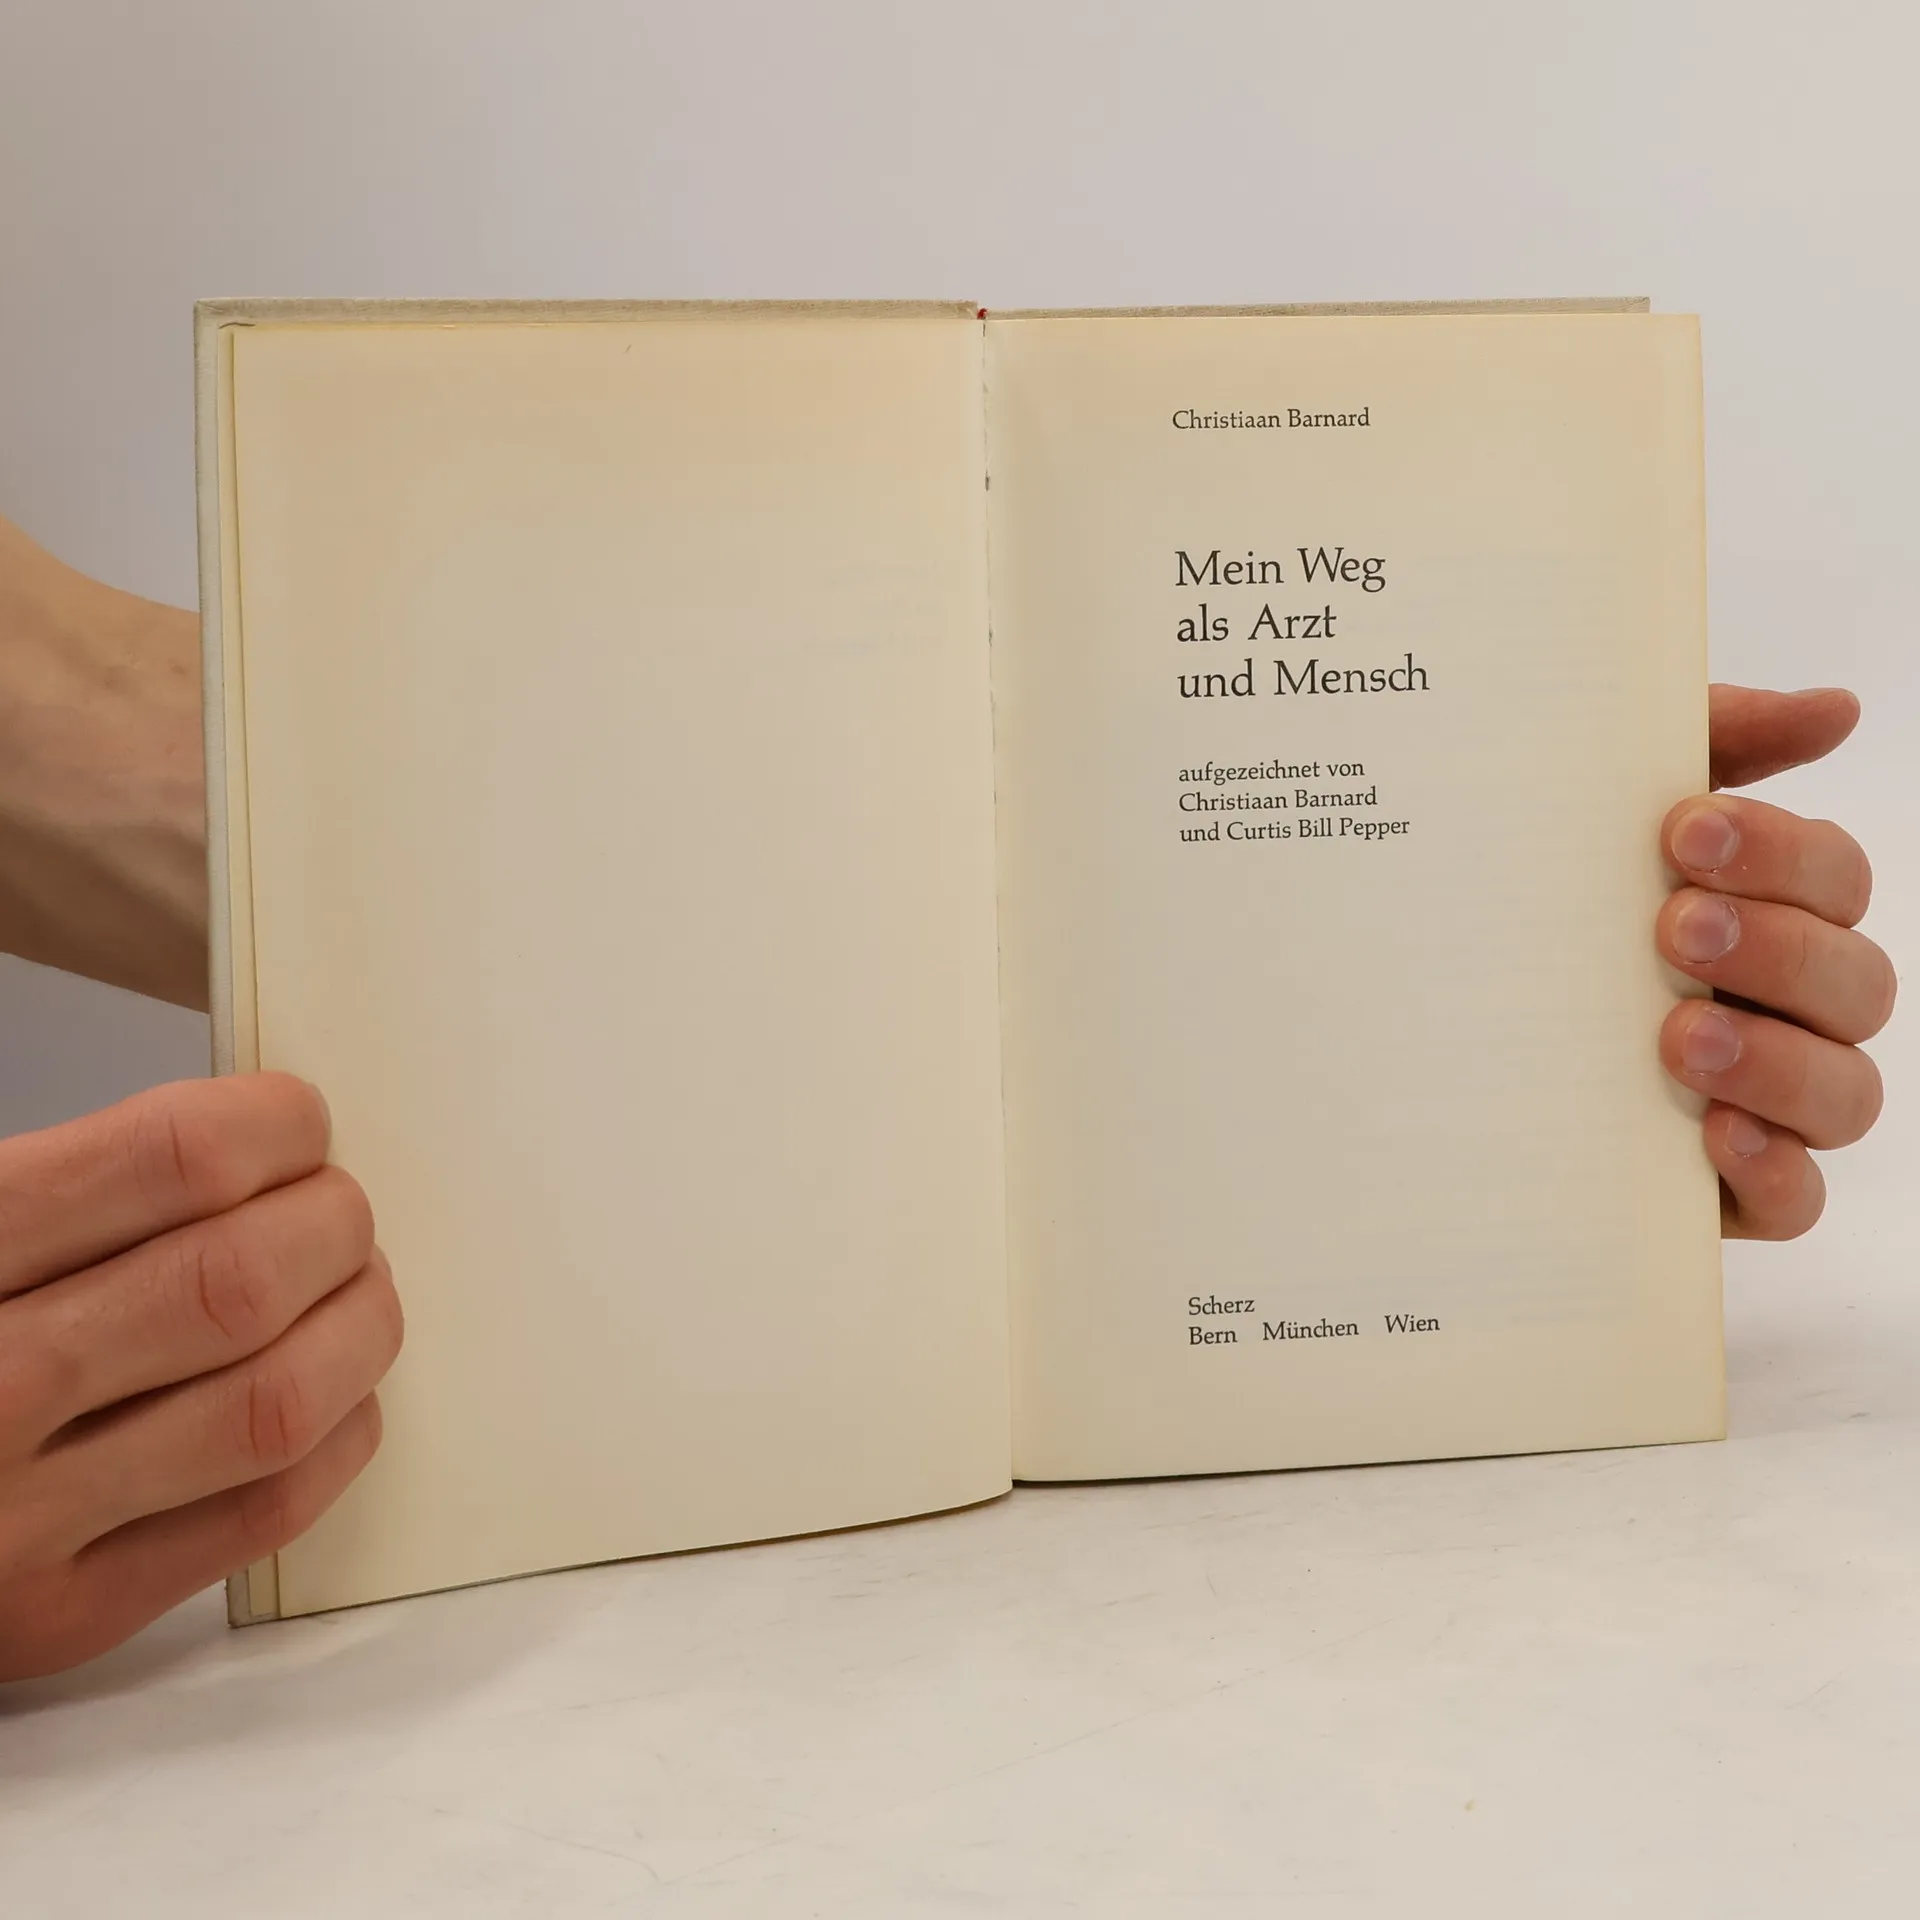 Christiaan Barnard
Mein Weg
als Arzt
und Mensch
aufgezeichnet von
Christiaan Barnard
und Curtis Bill Pepper
Scherz
Bern München Wien